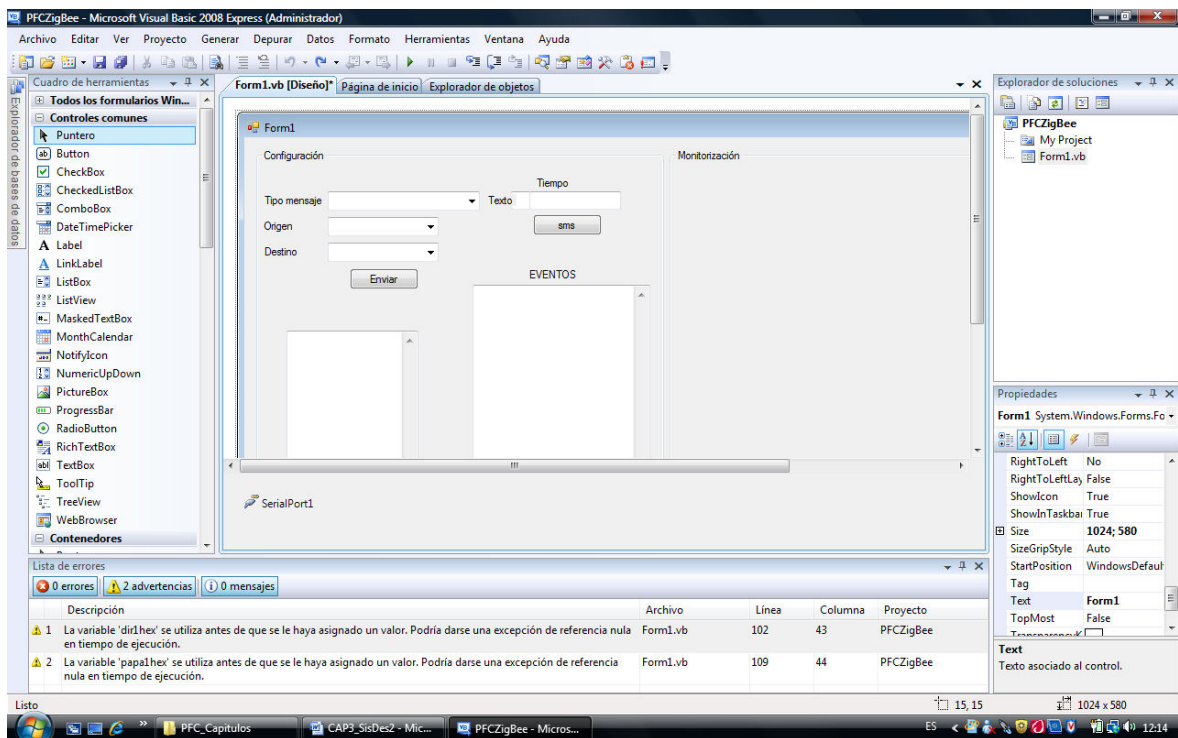 PFCZigBee - Microsoft Visual Basic 2008 Express (Administrador)
Archivo Editar Ver Proyecto Generar Depurar Datos Formato Herramientas Ventana Ayuda
Explorador de bases de datos
Cuadro de herramientas
Todos los formularios Win...
Controles comunes
Puntero
Button
CheckBox
CheckedListBox
ComboBox
DateTimePicker
Label
LinkLabel
ListBox
ListView
MaskedTextBox
MonthCalendar
NotifyIcon
NumericUpDown
PictureBox
ProgressBar
RadioButton
RichTextBox
TextBox
ToolTip
TreeView
WebBrowser
Contenedores
Form1.vb [Diseño]* Página de inicio Explorador de objetos
Form1
Configuración
Monitorización
Tiempo
Tipo mensaje
Texto
Origen
sms
Destino
Enviar
EVENTOS
SerialPort1
Explorador de soluciones
PFCZigBee
My Project
Form1.vb
Propiedades
Form1 System.Windows.Forms.Fo
RightToLeft No
RightToLeftLay False
ShowIcon True
ShowInTaskbar True
Size 1024; 580
SizeGripStyle Auto
StartPosition WindowsDefault
Tag
Text Form1
TopMost False
Text
Texto asociado al control.
Lista de errores
0 errores 2 advertencias 0 mensajes
Descripción Archivo Línea Columna Proyecto
1 La variable 'dir1hex' se utiliza antes de que se le haya asignado un valor. Podría darse una excepción de referencia nula Form1.vb 102 43 PFCZigBee
en tiempo de ejecución.
2 La variable 'papa1hex' se utiliza antes de que se le haya asignado un valor. Podría darse una excepción de referencia Form1.vb 109 44 PFCZigBee
nula en tiempo de ejecución.
Listo 15, 15 1024 x 580
PFC_Capitulos CAP3_SisDes2 - Mic... PFCZigBee - Micros... ES 12:14